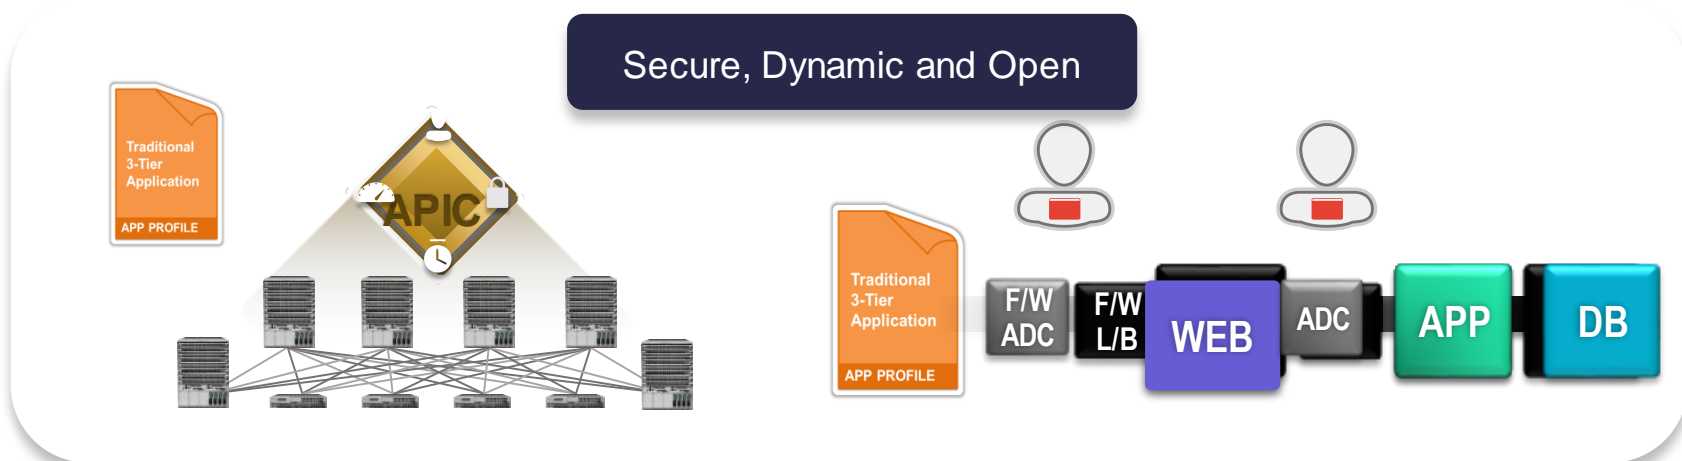 Secure, Dynamic and Open
Traditional
3-Tier
Application
APP PROFILE
APIC
Traditional
3-Tier
Application
APP PROFILE
F/W
ADC
F/W
L/B
WEB
ADC
APP
DB